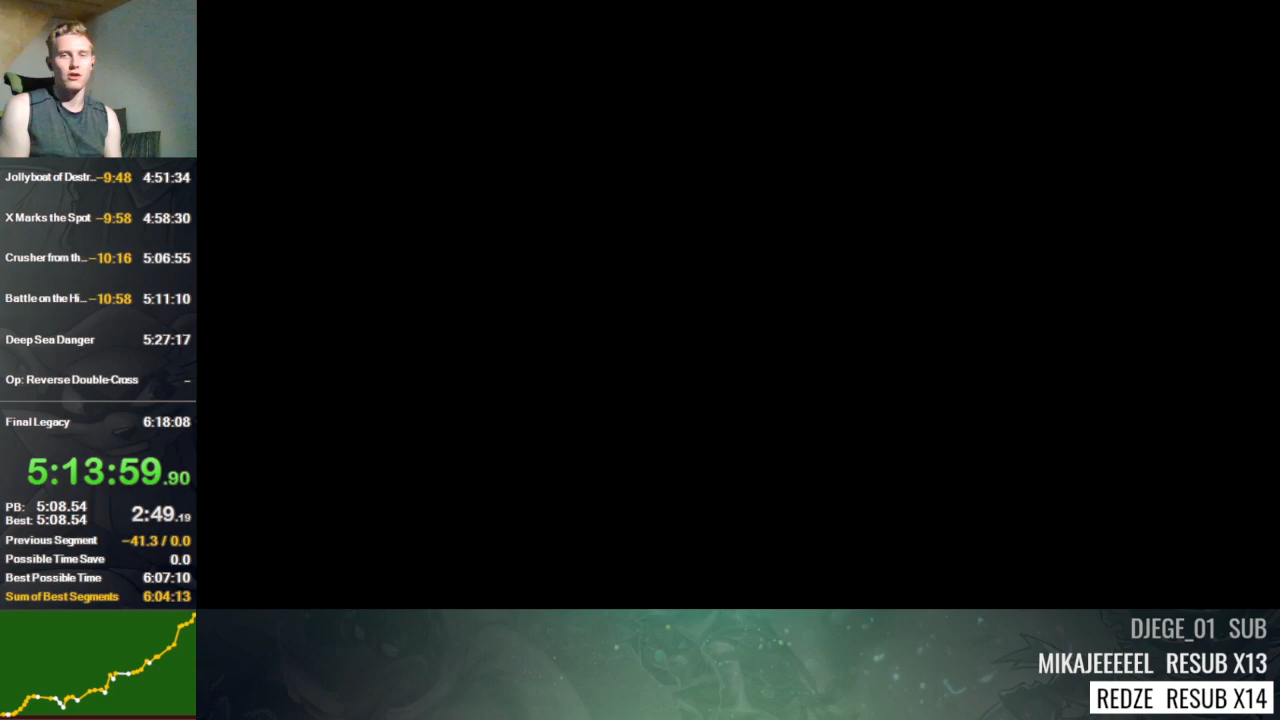 Jollyboat of Destr... −9:48 4:51:34
X Marks the Spot −9:58 4:58:30
Crusher from th... −10:16 5:06:55
Battle on the Hi... −10:58 5:11:10
Deep Sea Danger 5:27:17
Op: Reverse Double-Cross –
Final Legacy 6:18:08
5:13:59.90
PB: 5:08.54
Best: 5:08.54
2:49.19
Previous Segment −41.3 / 0.0
Possible Time Save 0.0
Best Possible Time 6:07:10
Sum of Best Segments 6:04:13
DJEGE_01 SUB
MIKAJEEEEEL RESUB X13
REDZE RESUB X14